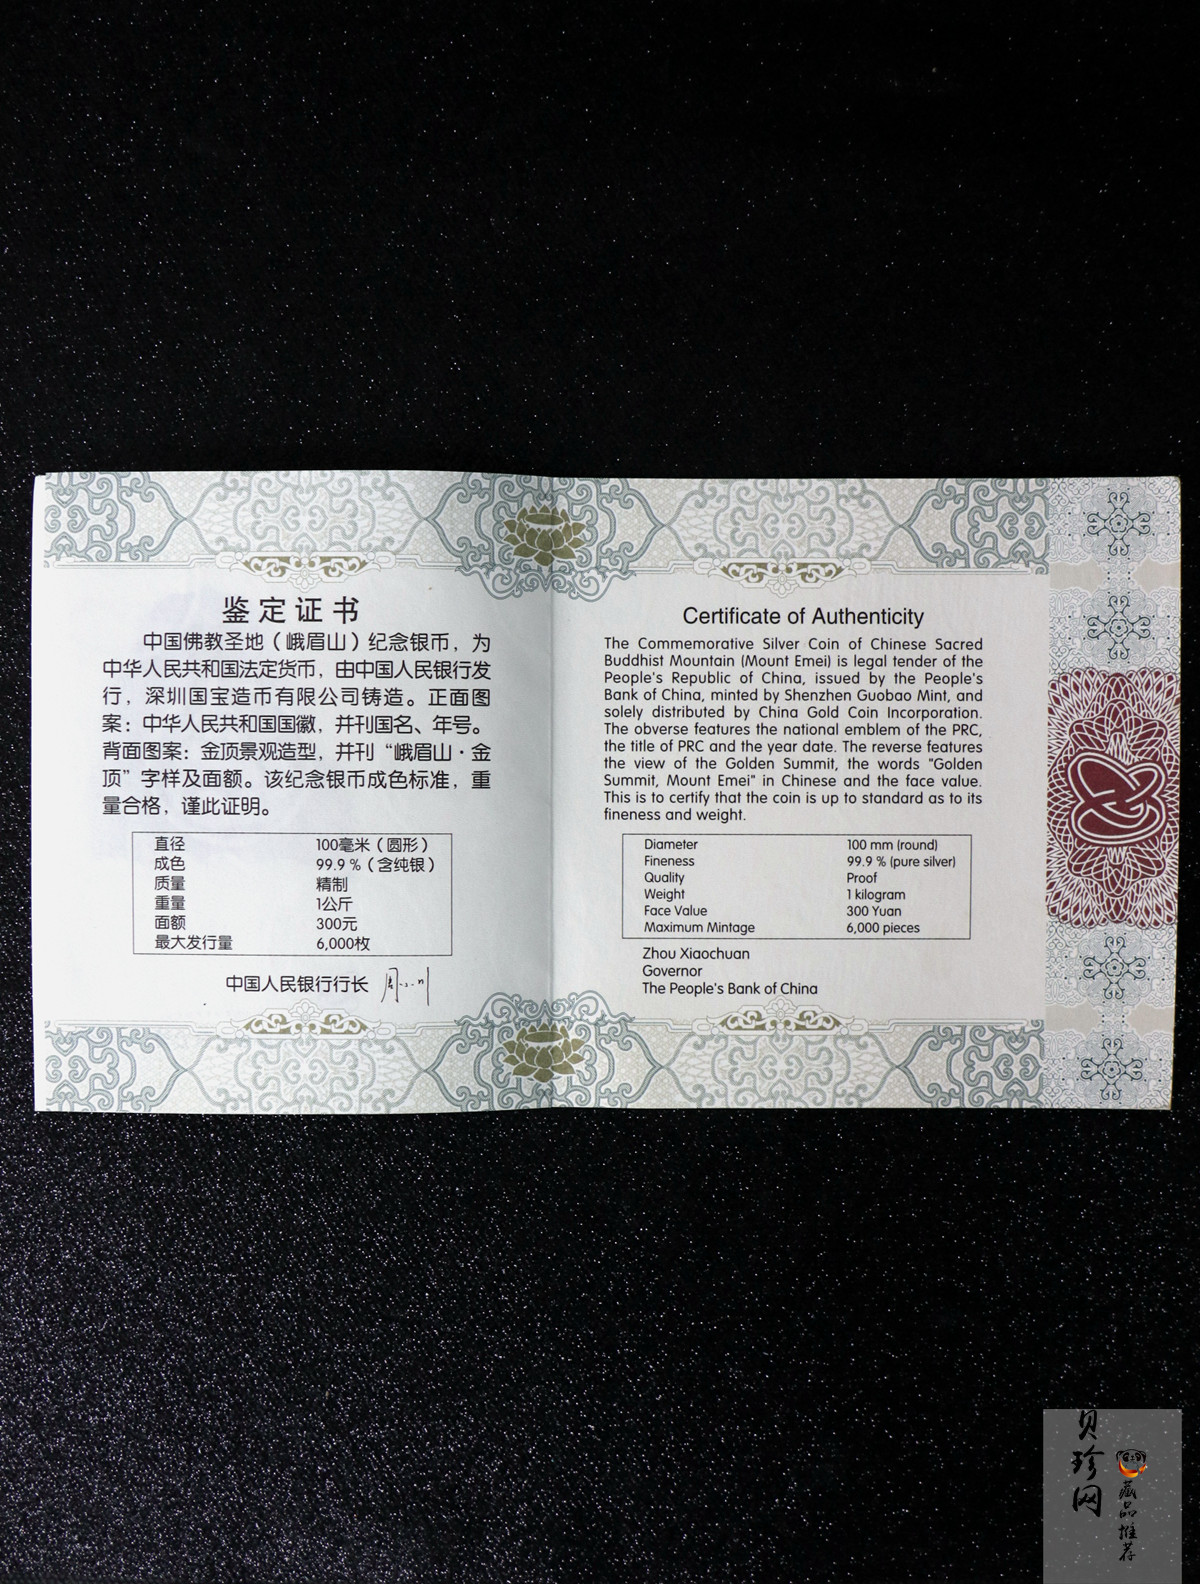 鉴定证书
中国佛教圣地（峨眉山）纪念银币，为
中华人民共和国法定货币，由中国人民银行发
行，深圳国宝造币有限公司铸造。正面图
案：中华人民共和国国徽，并刊国名、年号。
背面图案：金顶景观造型，并刊“峨眉山·金
顶”字样及面额。该纪念银币成色标准，重
量合格，谨此证明。
直径 100毫米（圆形）
成色 99.9 %（含纯银）
质量 精制
重量 1公斤
面额 300元
最大发行量 6,000枚
中国人民银行行长
Certificate of Authenticity
The Commemorative Silver Coin of Chinese Sacred
Buddhist Mountain (Mount Emei) is legal tender of the
People's Republic of China, issued by the People's
Bank of China, minted by Shenzhen Guobao Mint, and
solely distributed by China Gold Coin Incorporation.
The obverse features the national emblem of the PRC,
the title of PRC and the year date. The reverse features
the view of the Golden Summit, the words "Golden
Summit, Mount Emei" in Chinese and the face value.
This is to certify that the coin is up to standard as to its
fineness and weight.
Diameter 100 mm (round)
Fineness 99.9 % (pure silver)
Quality Proof
Weight 1 kilogram
Face Value 300 Yuan
Maximum Mintage 6,000 pieces
Zhou Xiaochuan
Governor
The People's Bank of China
贝珍网
藏品推荐